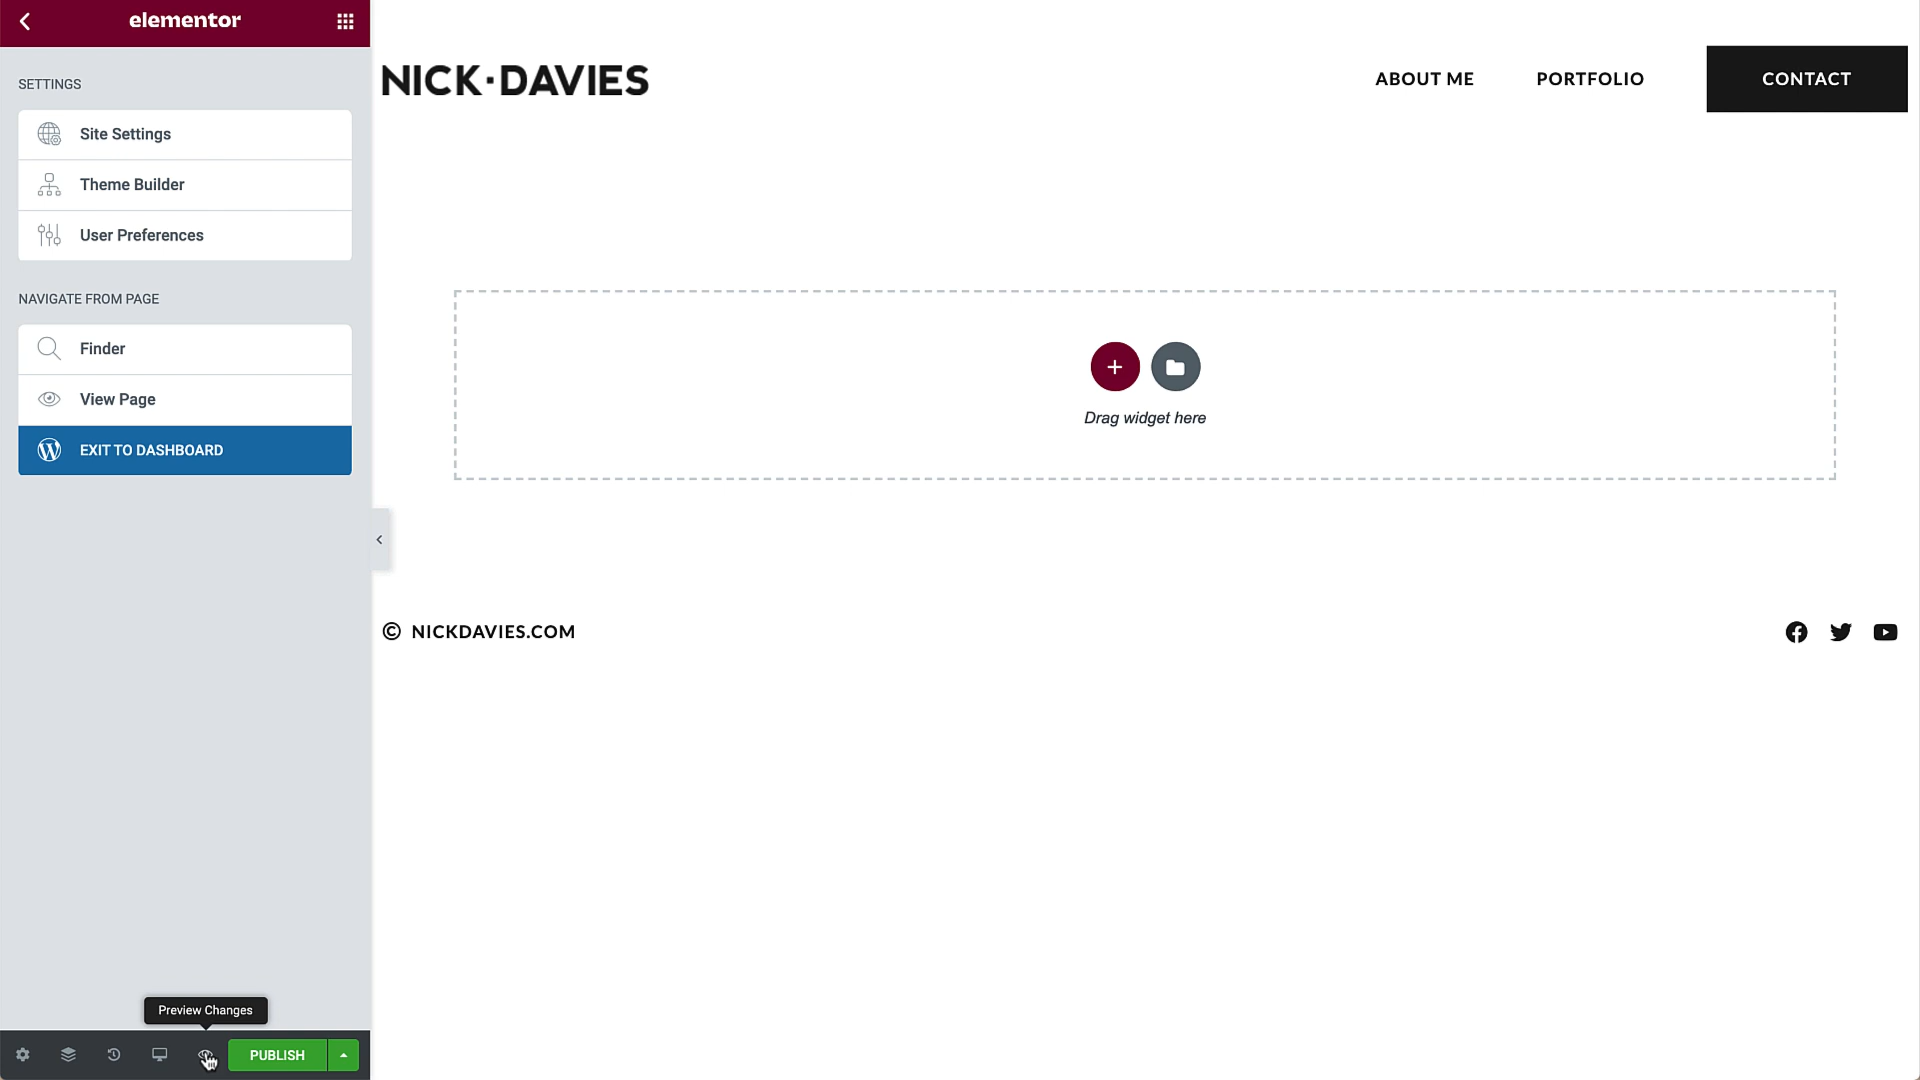 elementor
SETTINGS
Site Settings
Theme Builder
User Preferences
NAVIGATE FROM PAGE
Finder
View Page
EXIT TO DASHBOARD
Preview Changes
PUBLISH
NICK·DAVIES
ABOUT ME
PORTFOLIO
CONTACT
Drag widget here
© NICKDAVIES.COM